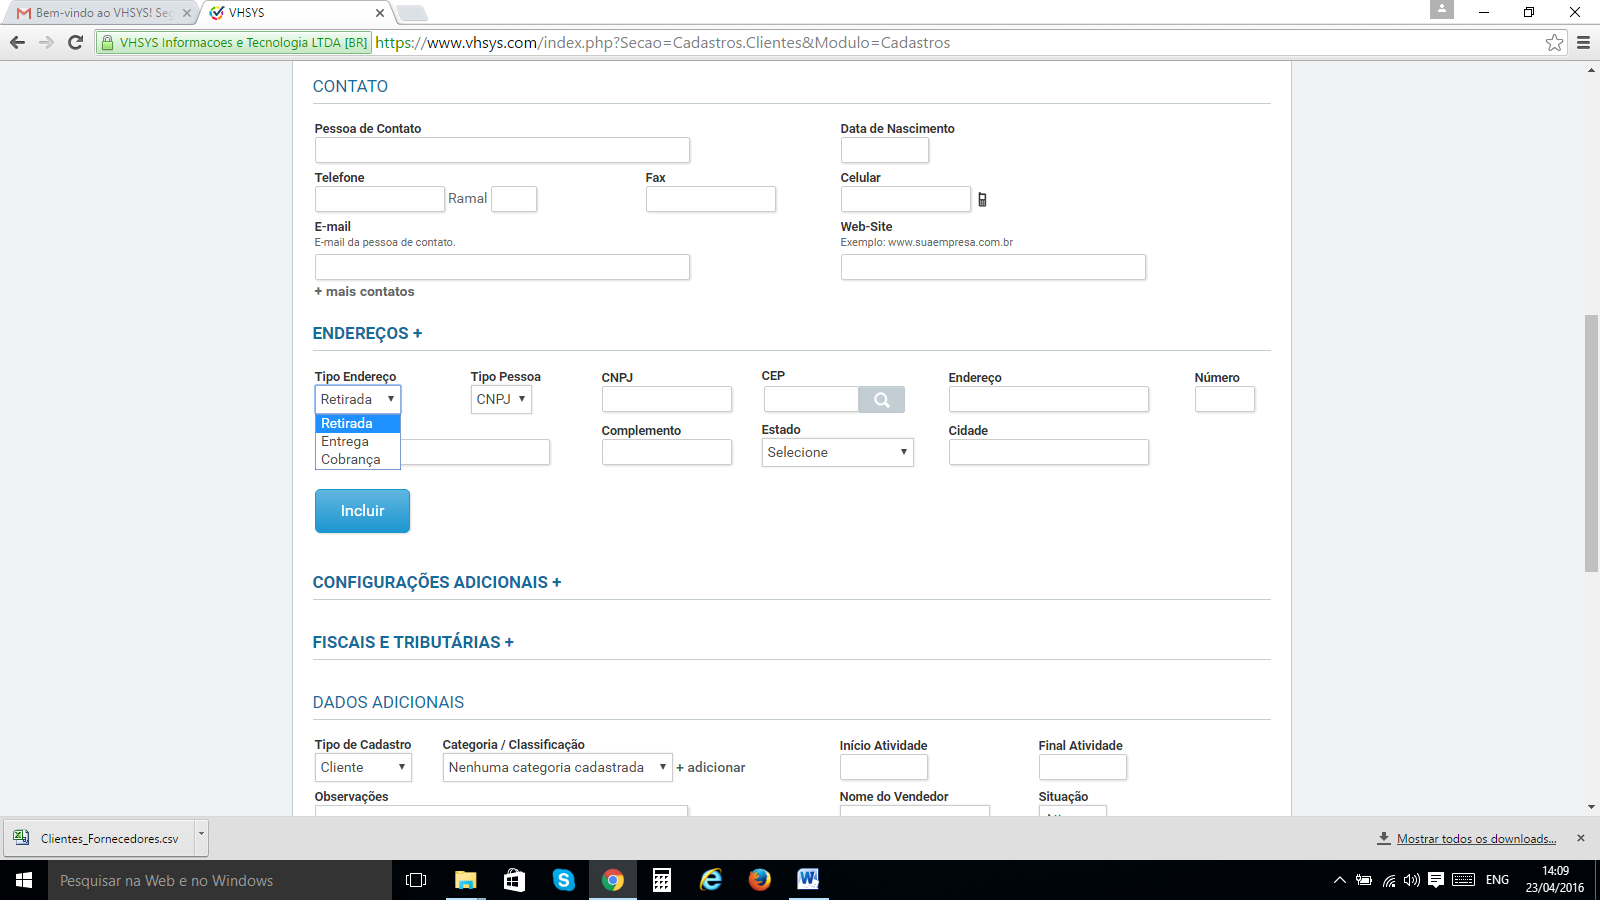 Bem-vindo ao VHSYS! Seg
VHSYS
VHSYS Informacoes e Tecnologia LTDA [BR] https://www.vhsys.com/index.php?Secao=Cadastros.Clientes&Modulo=Cadastros
CONTATO
Pessoa de Contato Data de Nascimento
Telefone Fax Celular
Ramal
E-mail Web-Site
E-mail da pessoa de contato. Exemplo: www.suaempresa.com.br
+ mais contatos
ENDEREÇOS +
Tipo Endereço Tipo Pessoa CNPJ CEP Endereço Número
Retirada CNPJ
Retirada
Entrega
Cobrança
Complemento Estado Cidade
Selecione
Incluir
CONFIGURAÇÕES ADICIONAIS +
FISCAIS E TRIBUTÁRIAS +
DADOS ADICIONAIS
Tipo de Cadastro Categoria / Classificação Início Atividade Final Atividade
Cliente Nenhuma categoria cadastrada + adicionar
Observações Nome do Vendedor Situação
Clientes_Fornecedores.csv Mostrar todos os downloads...
Pesquisar na Web e no Windows
ENG
14:09
23/04/2016